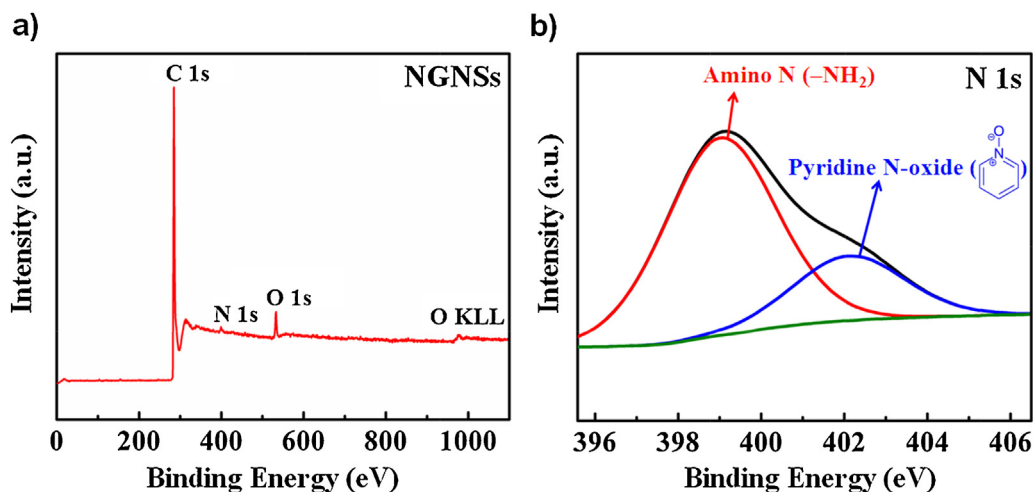 a)
NGNSs
C 1s
N 1s
O 1s
O KLL
Intensity (a.u.)
0 200 400 600 800 1000
Binding Energy (eV)
b)
N 1s
Amino N (–NH₂)
Pyridine N-oxide ( )
O
N
Intensity (a.u.)
396 398 400 402 404 406
Binding Energy (eV)